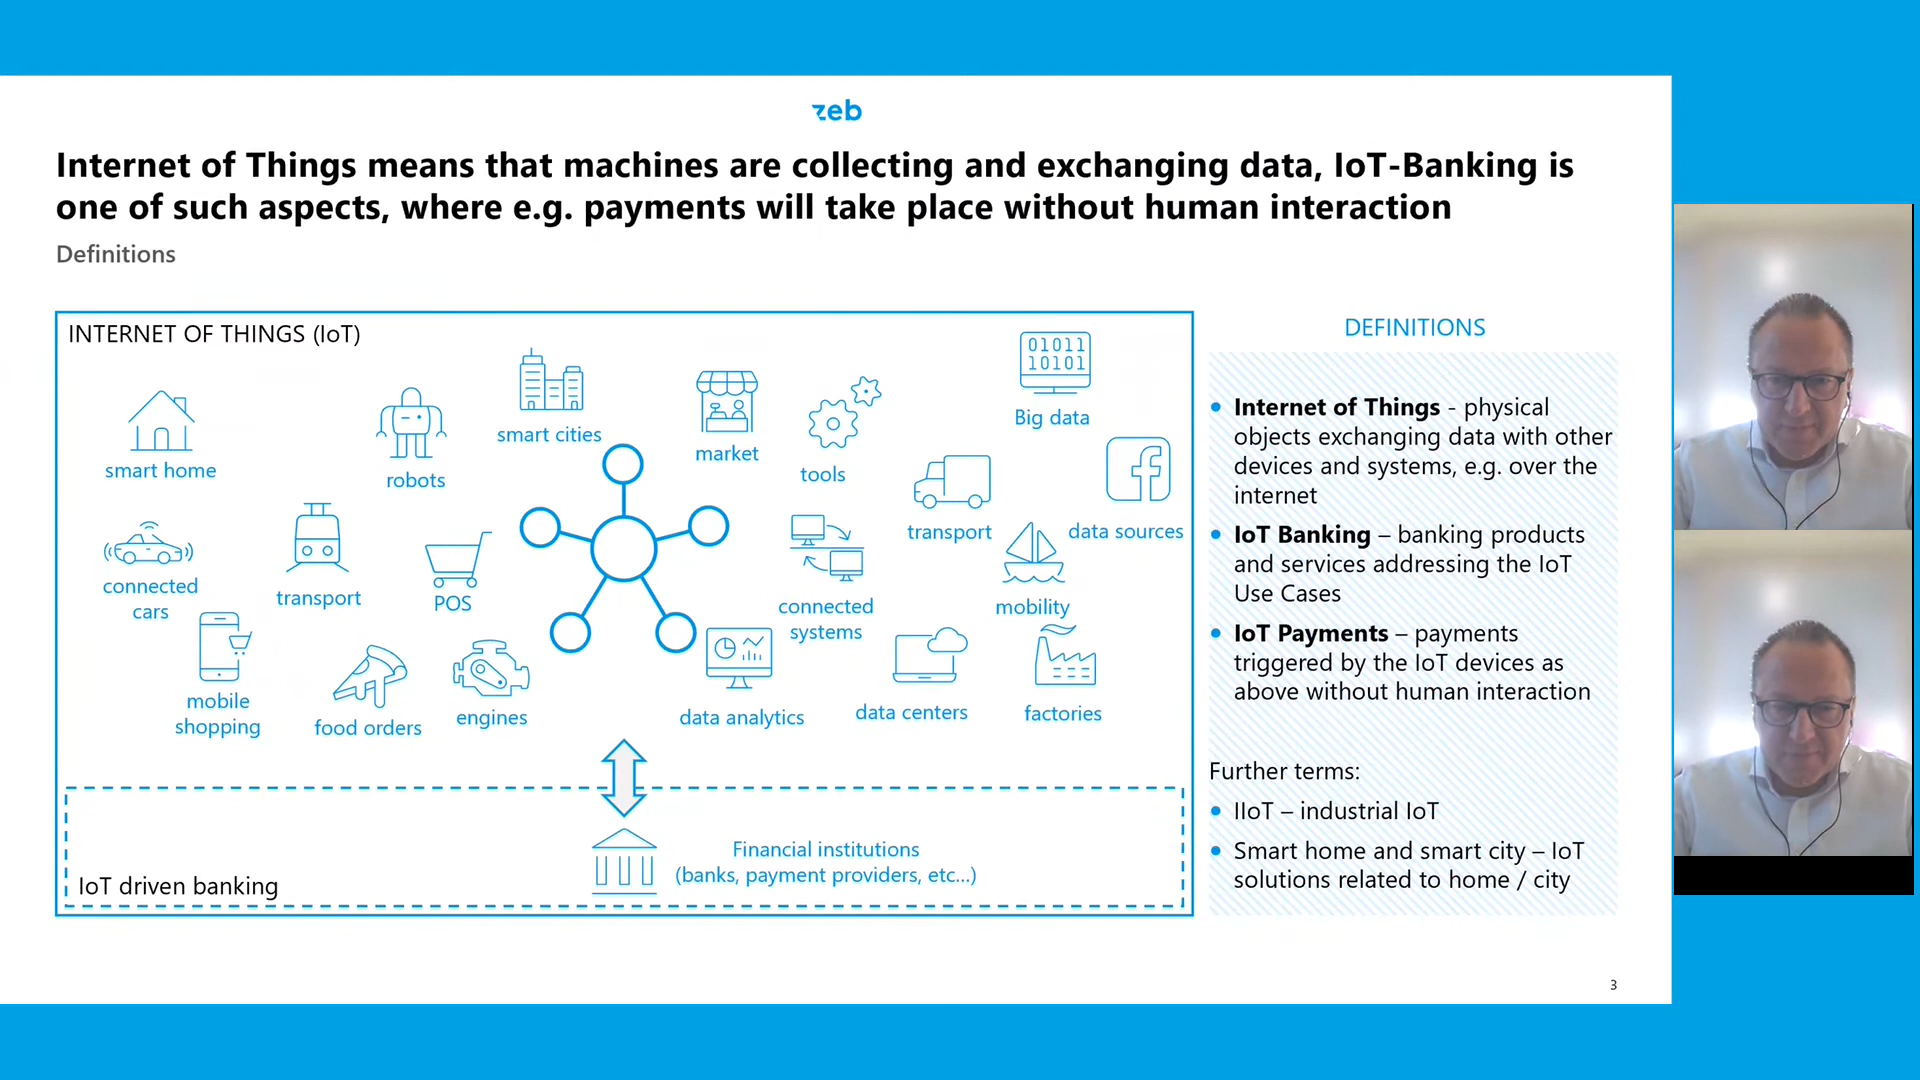 zeb
Internet of Things means that machines are collecting and exchanging data, IoT-Banking is
one of such aspects, where e.g. payments will take place without human interaction
Definitions
INTERNET OF THINGS (IoT)
smart home
robots
smart cities
market
tools
01011
10101
Big data
transport
data sources
connected
cars
transport
POS
connected
systems
mobility
mobile
shopping
food orders
engines
data analytics
data centers
factories
IoT driven banking
Financial institutions
(banks, payment providers, etc...)
DEFINITIONS
• Internet of Things - physical
objects exchanging data with other
devices and systems, e.g. over the
internet
• IoT Banking – banking products
and services addressing the IoT
Use Cases
• IoT Payments – payments
triggered by the IoT devices as
above without human interaction
Further terms:
• IIoT – industrial IoT
• Smart home and smart city – IoT
solutions related to home / city
3